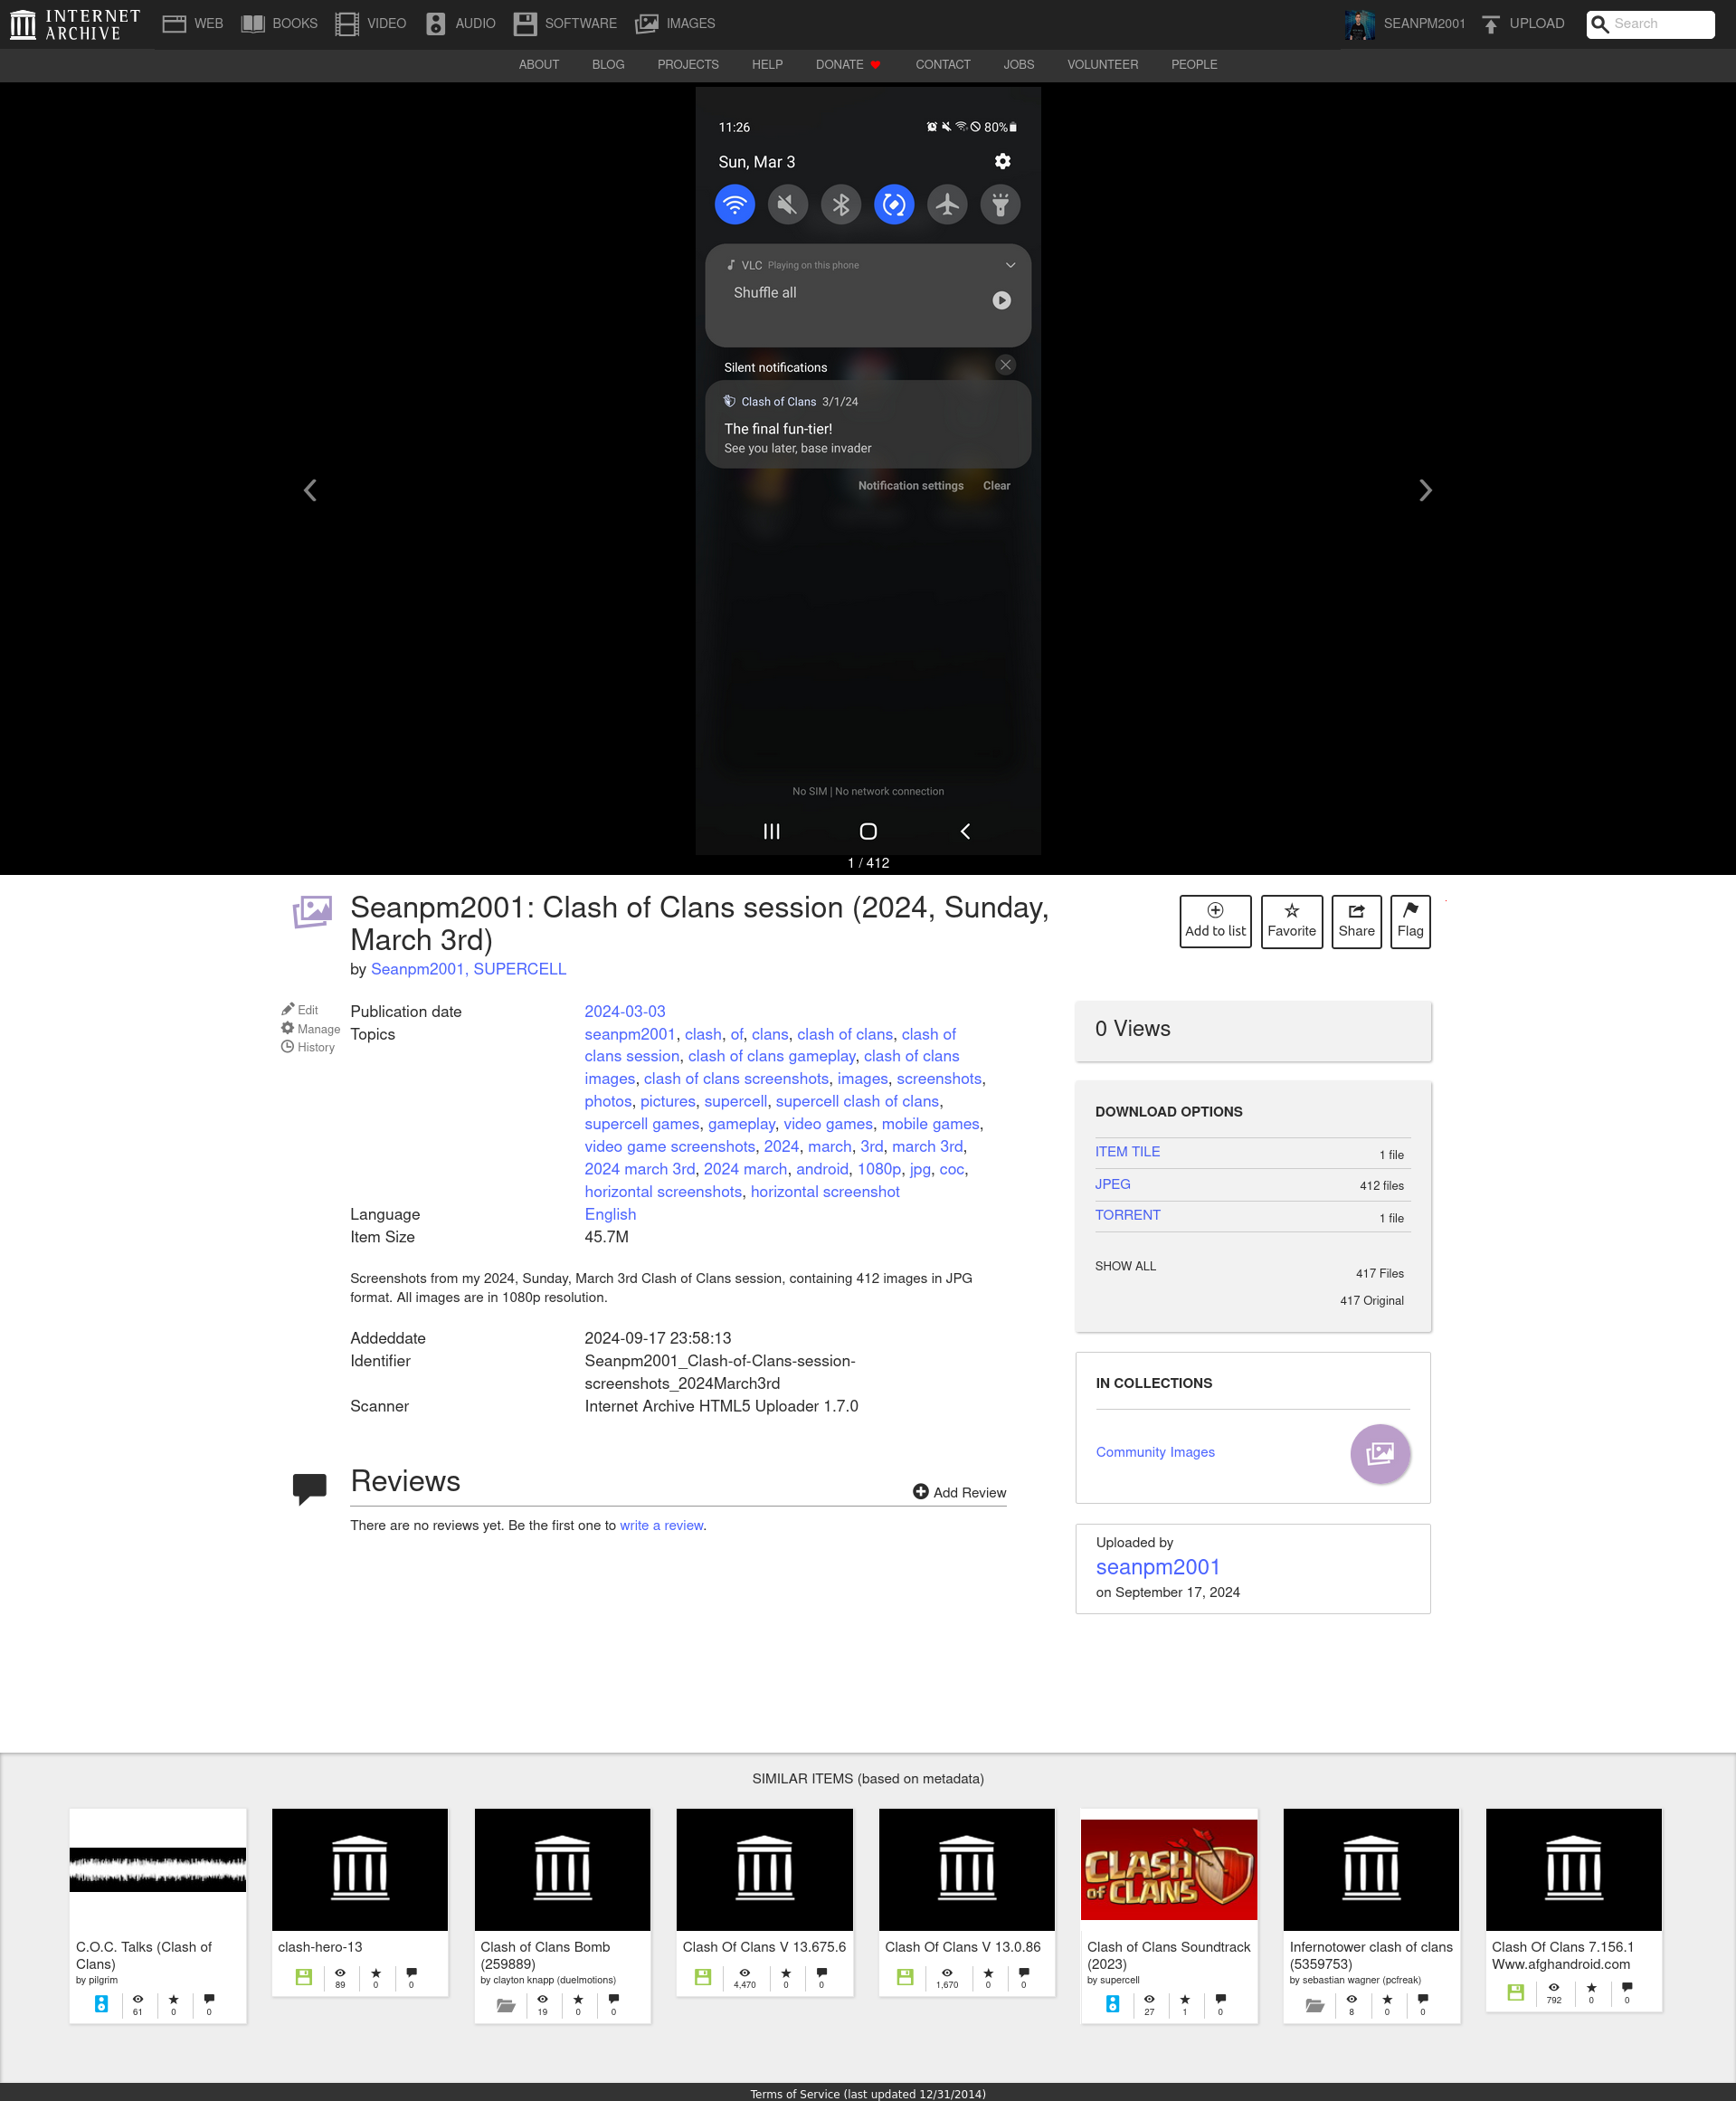 INTERNET ARCHIVE
WEB BOOKS VIDEO AUDIO SOFTWARE IMAGES SEANPM2001 UPLOAD Search
ABOUT BLOG PROJECTS HELP DONATE CONTACT JOBS VOLUNTEER PEOPLE
11:26 80%
Sun, Mar 3
VLC Playing on this phone
Shuffle all
Silent notifications
Clash of Clans 3/1/24
The final fun-tier!
See you later, base invader
Notification settings Clear
No SIM | No network connection
1 / 412
Seanpm2001: Clash of Clans session (2024, Sunday,
March 3rd)
by Seanpm2001, SUPERCELL
Add to list Favorite Share Flag
Edit
Manage
History
Publication date 2024-03-03
Topics seanpm2001, clash, of, clans, clash of clans, clash of
clans session, clash of clans gameplay, clash of clans
images, clash of clans screenshots, images, screenshots,
photos, pictures, supercell, supercell clash of clans,
supercell games, gameplay, video games, mobile games,
video game screenshots, 2024, march, 3rd, march 3rd,
2024 march 3rd, 2024 march, android, 1080p, jpg, coc,
horizontal screenshots, horizontal screenshot
Language English
Item Size 45.7M
Screenshots from my 2024, Sunday, March 3rd Clash of Clans session, containing 412 images in JPG
format. All images are in 1080p resolution.
Addeddate 2024-09-17 23:58:13
Identifier Seanpm2001_Clash-of-Clans-session-
screenshots_2024March3rd
Scanner Internet Archive HTML5 Uploader 1.7.0
Reviews
Add Review
There are no reviews yet. Be the first one to write a review.
0 Views
DOWNLOAD OPTIONS
ITEM TILE 1 file
JPEG 412 files
TORRENT 1 file
SHOW ALL 417 Files
417 Original
IN COLLECTIONS
Community Images
Uploaded by
seanpm2001
on September 17, 2024
SIMILAR ITEMS (based on metadata)
C.O.C. Talks (Clash of
Clans)
by pilgrim
61 0 0
clash-hero-13
89 0 0
Clash of Clans Bomb
(259889)
by clayton knapp (duelmotions)
19 0 0
Clash Of Clans V 13.675.6
4,470 0 0
Clash Of Clans V 13.0.86
1,670 0 0
CLASH
OF CLANS
Clash of Clans Soundtrack
(2023)
by supercell
27 1 0
Infernotower clash of clans
(5359753)
by sebastian wagner (pcfreak)
8 0 0
Clash Of Clans 7.156.1
Www.afghandroid.com
792 0 0
Terms of Service (last updated 12/31/2014)